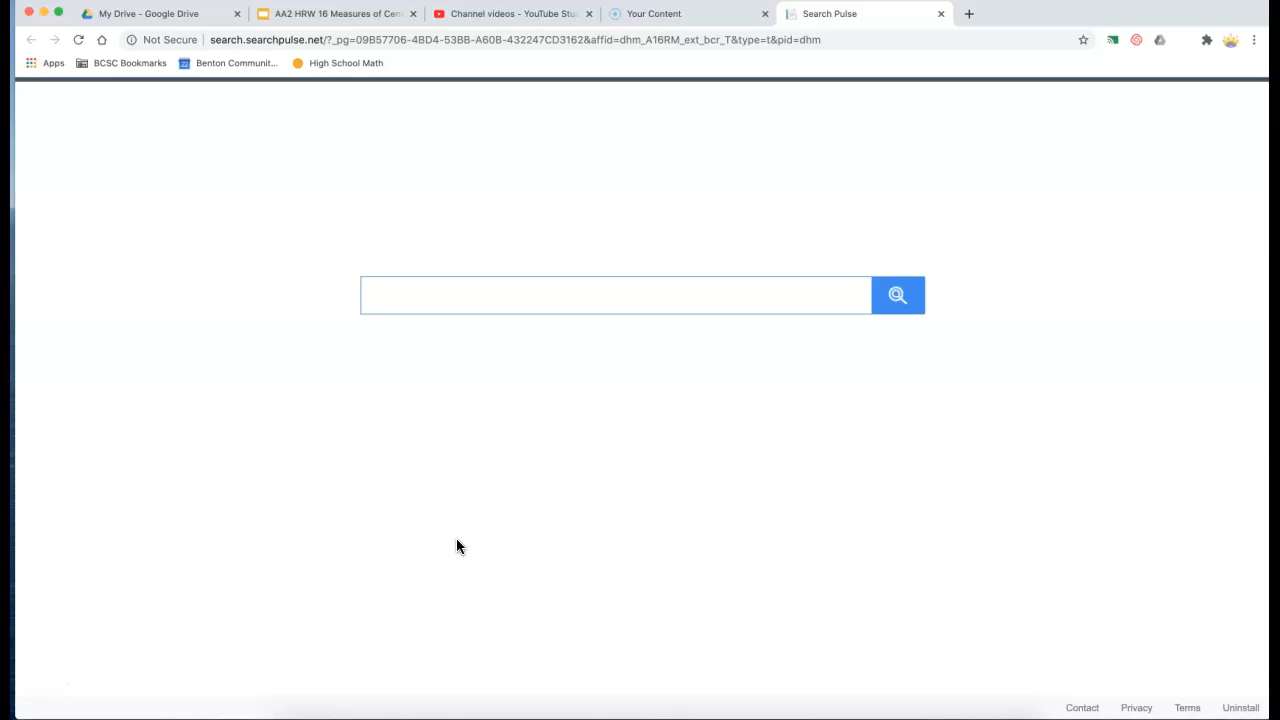 My Drive - Google Drive
AA2 HRW 16 Measures of Cen
Channel videos - YouTube Stu
Your Content
Search Pulse
Not Secure
search.searchpulse.net/?_pg=09B57706-4BD4-53BB-A60B-432247CD3162&affid=dhm_A16RM_ext_bcr_T&type=t&pid=dhm
Apps
BCSC Bookmarks
Benton Communit...
High School Math
Contact
Privacy
Terms
Uninstall